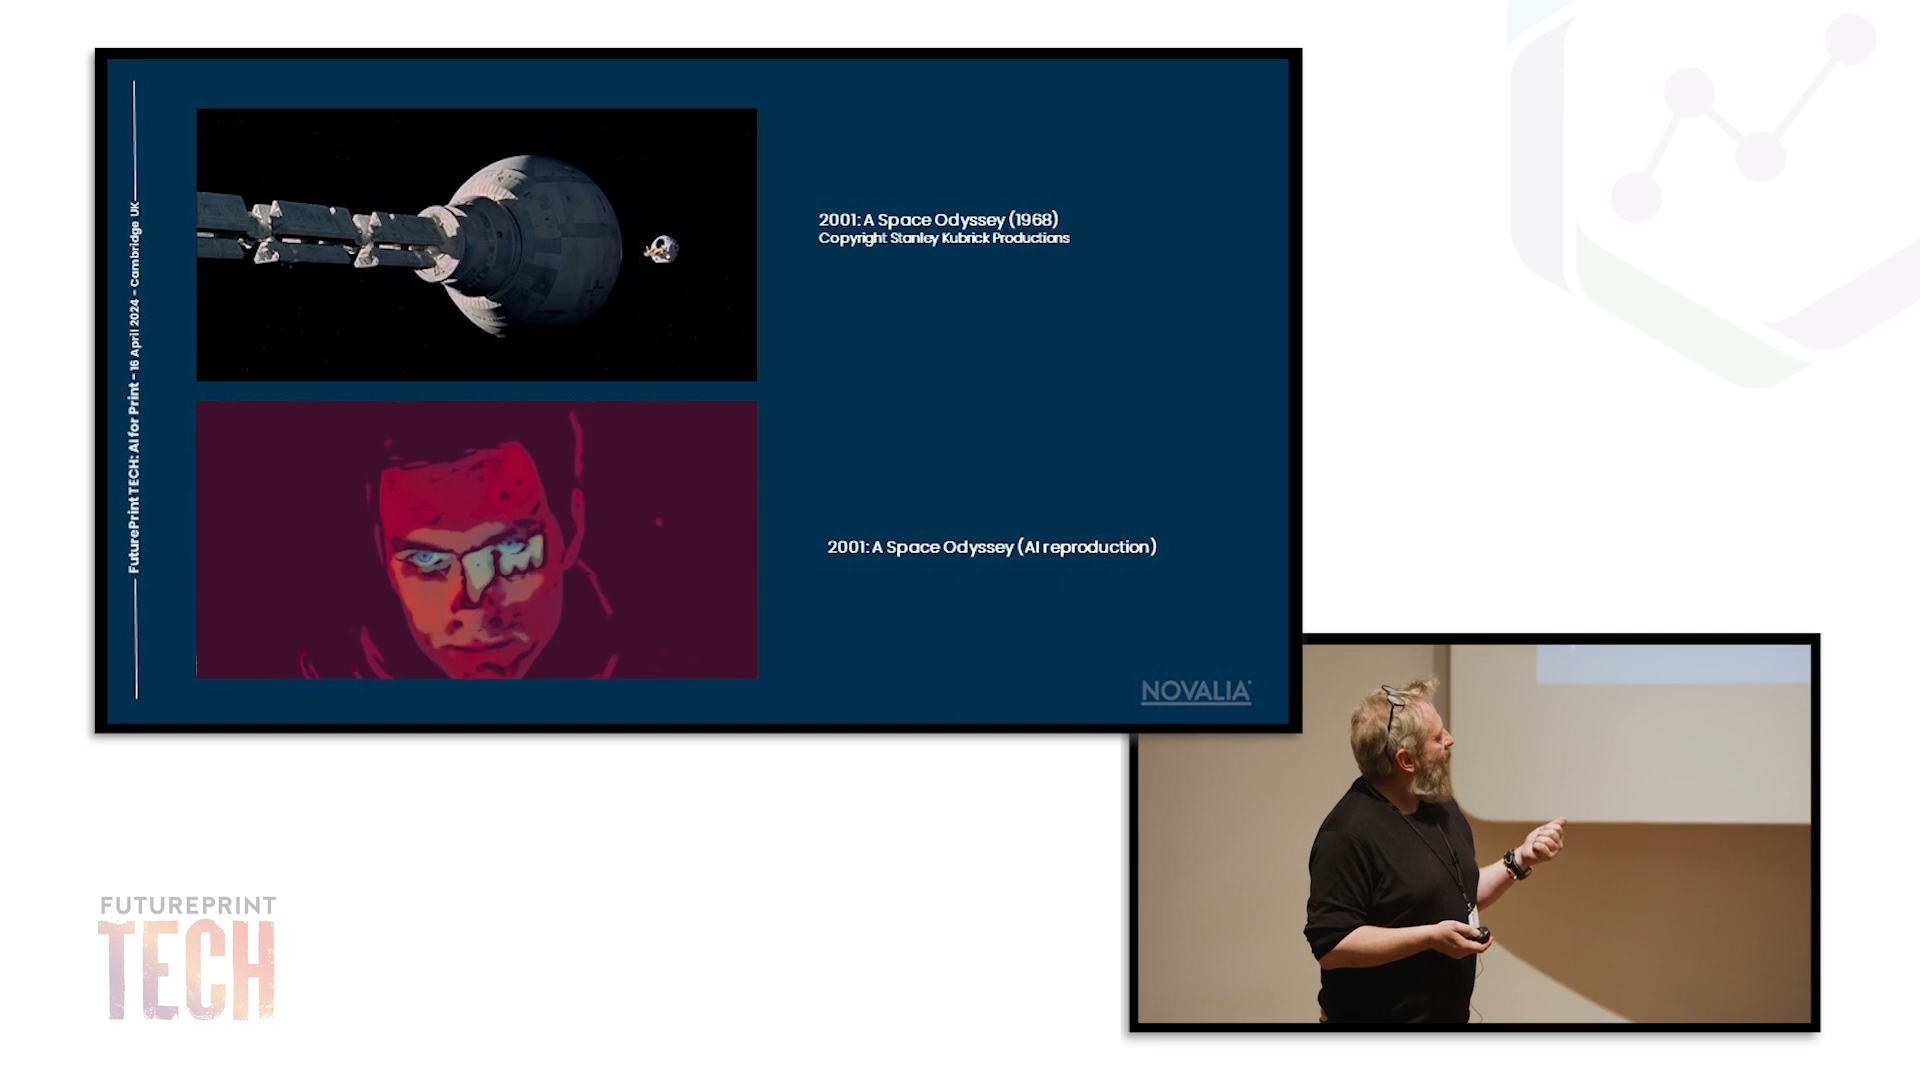 FuturePrint TECH: AI for Print - 16 April 2024 - Cambridge UK
2001: A Space Odyssey (1968)
Copyright Stanley Kubrick Productions
2001: A Space Odyssey (AI reproduction)
NOVALIA
FUTUREPRINT
TECH